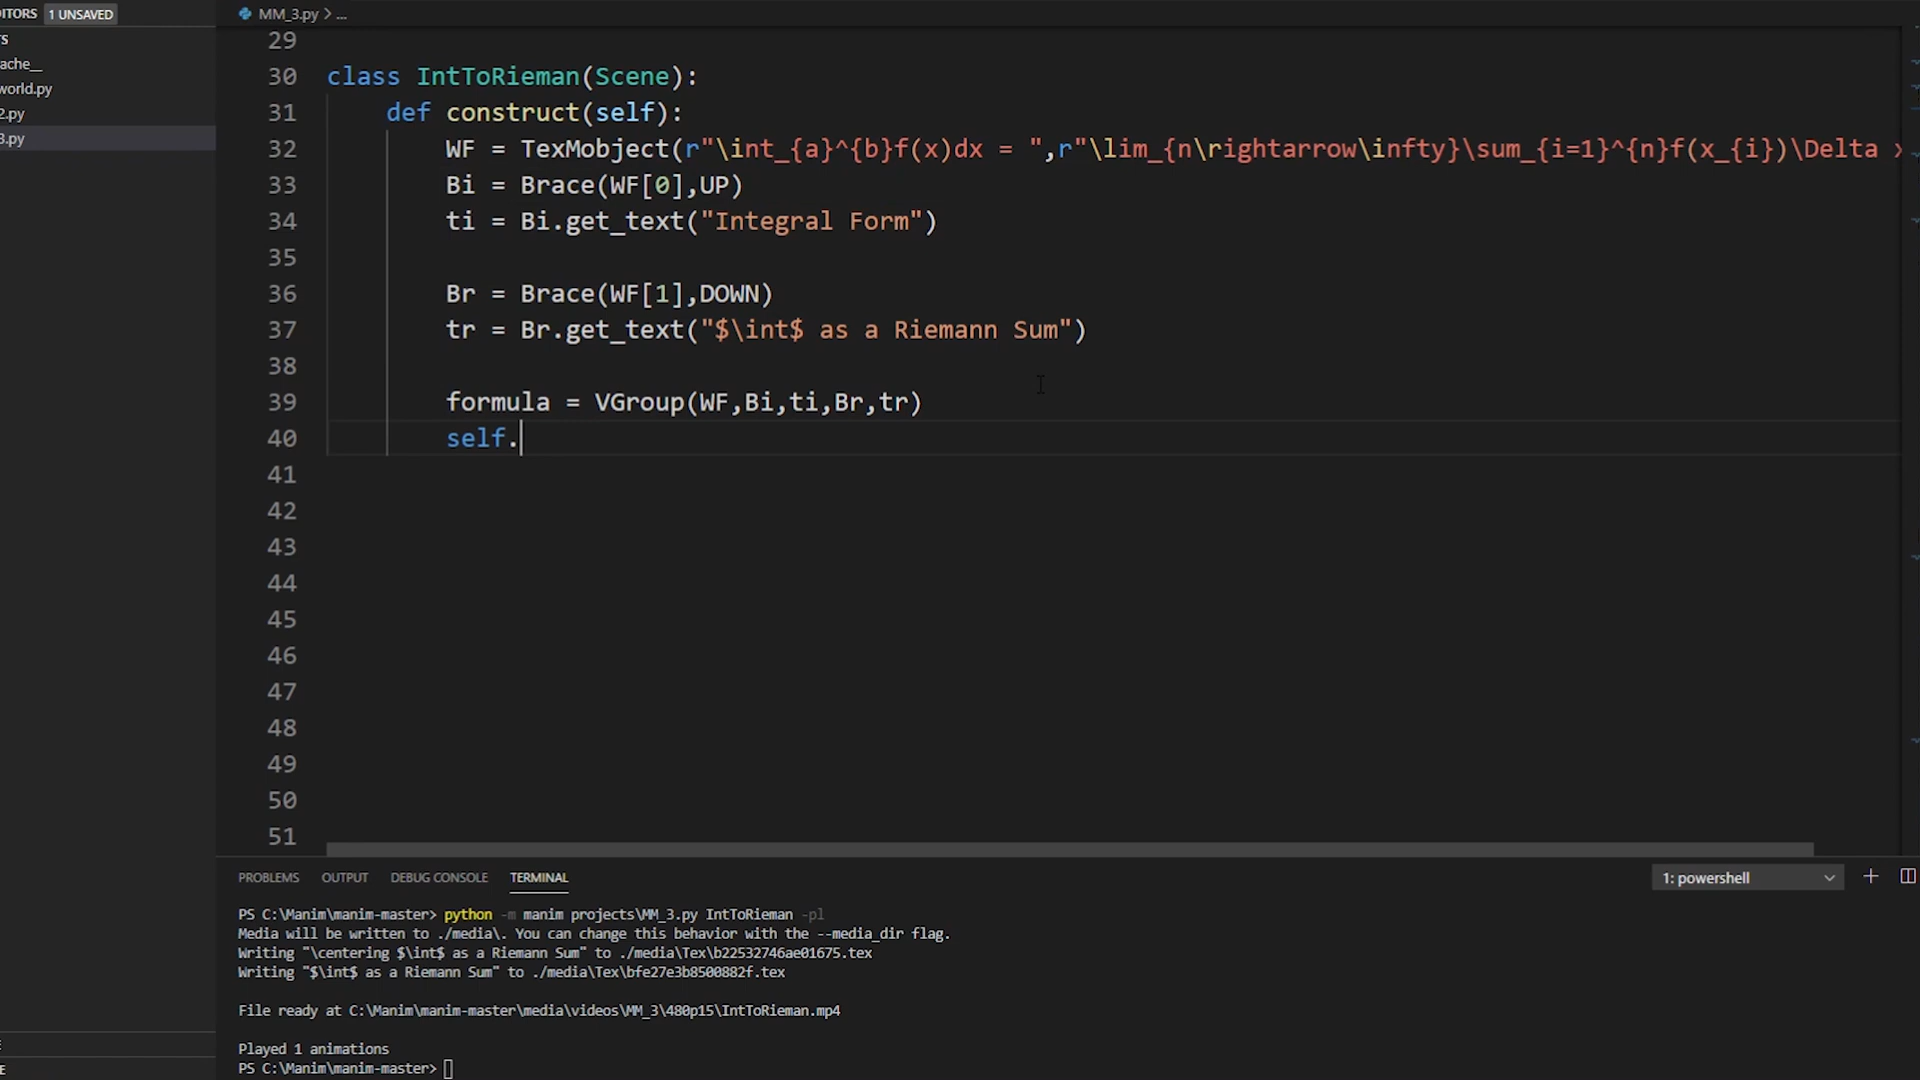 ITORS 1 UNSAVED
MM_3.py > ...
TS
ache__
world.py
2.py
3.py
29
30 class IntToRieman(Scene):
31 def construct(self):
32 WF = TexMobject(r"\int_{a}^{b}f(x)dx = ",r"\lim_{n\rightarrow\infty}\sum_{i=1}^{n}f(x_{i})\Delta x
33 Bi = Brace(WF[0],UP)
34 ti = Bi.get_text("Integral Form")
35
36 Br = Brace(WF[1],DOWN)
37 tr = Br.get_text("$\int$ as a Riemann Sum")
38
39 formula = VGroup(WF,Bi,ti,Br,tr)
40 self.
41
42
43
44
45
46
47
48
49
50
51
PROBLEMS OUTPUT DEBUG CONSOLE TERMINAL 1: powershell
PS C:\Manim\manim-master> python -m manim projects\MM_3.py IntToRieman -pl
Media will be written to ./media\. You can change this behavior with the --media_dir flag.
Writing "\centering $\int$ as a Riemann Sum" to ./media\Tex\b22532746ae01675.tex
Writing "$\int$ as a Riemann Sum" to ./media\Tex\bfe27e3b8500882f.tex
File ready at C:\Manim\manim-master\media\videos\MM_3\480p15\IntToRieman.mp4
Played 1 animations
PS C:\Manim\manim-master>